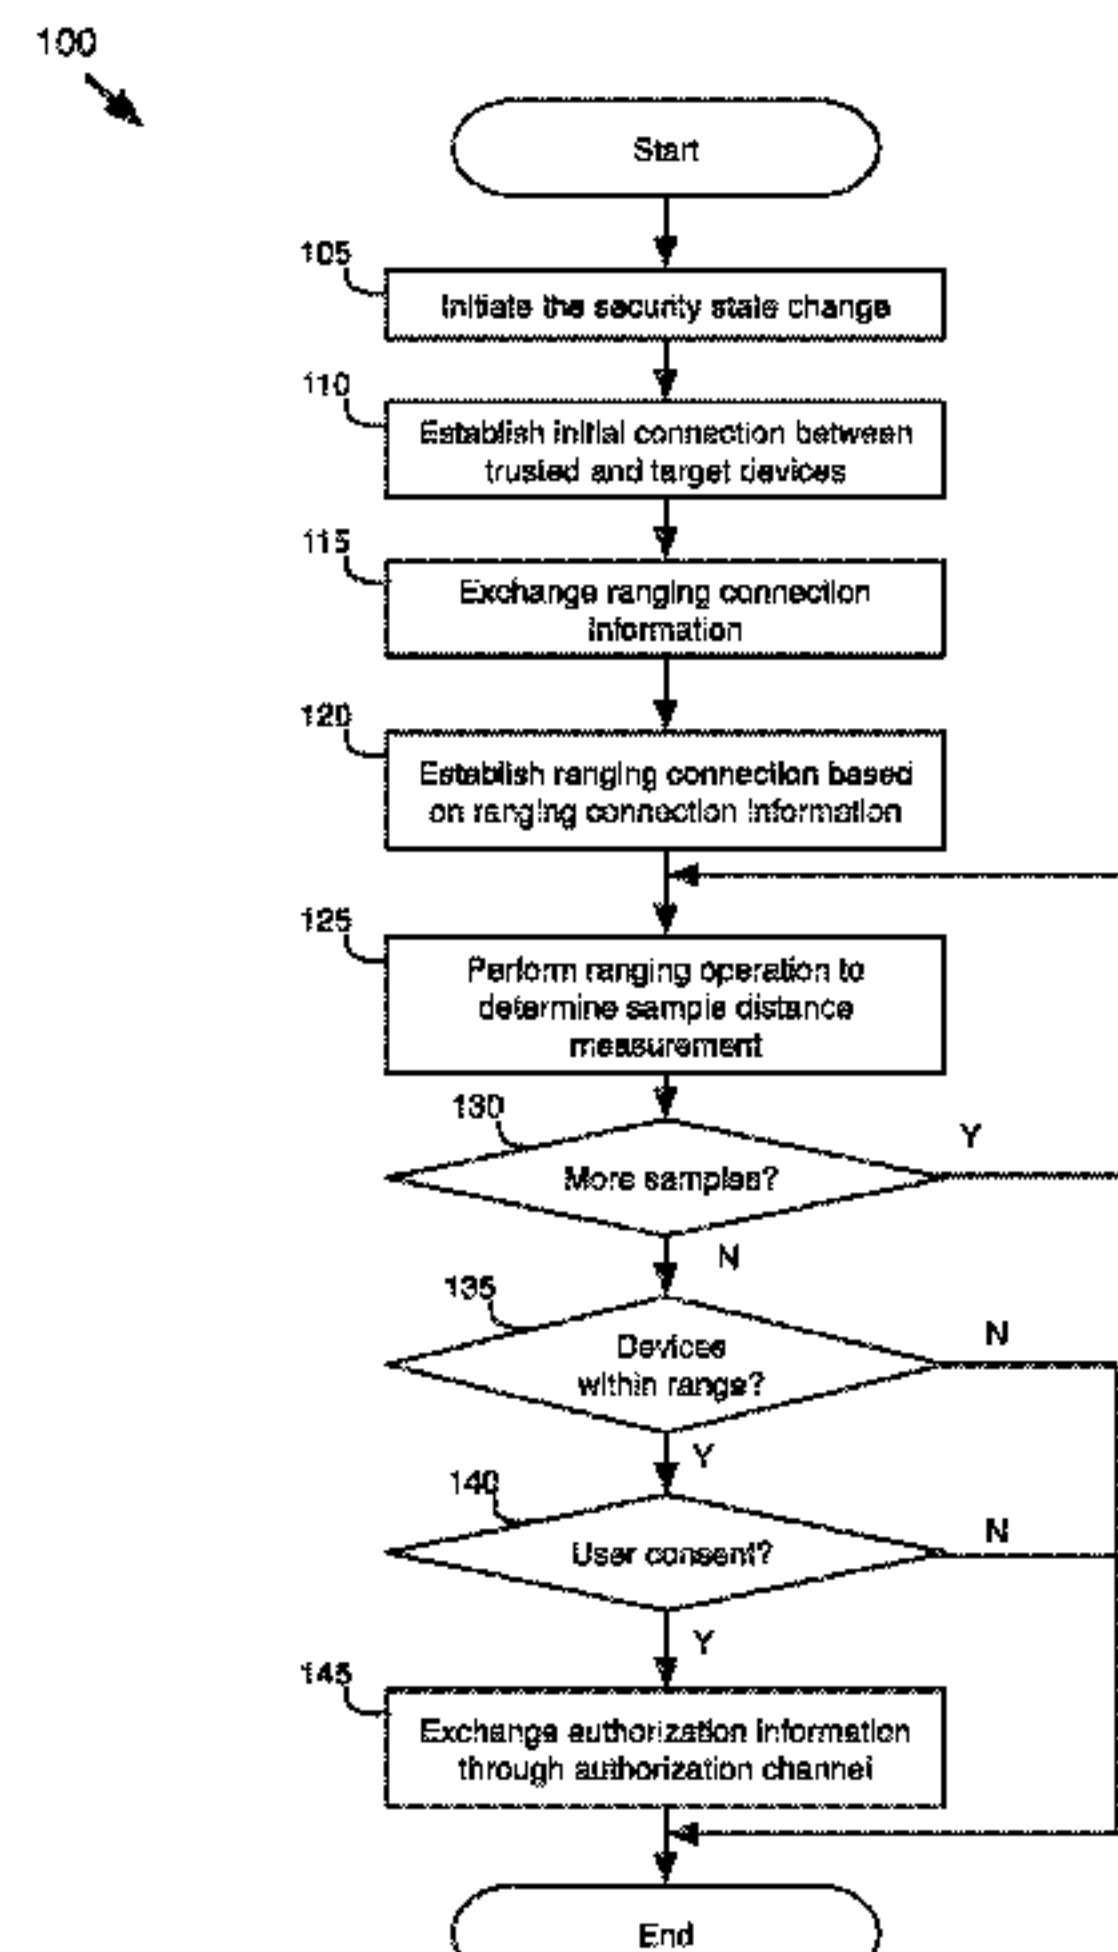 100
Start
105
Initiate the security state change
110
Establish initial connection between
trusted and target devices
115
Exchange ranging connection
information
120
Establish ranging connection based
on ranging connection information
125
Perform ranging operation to
determine sample distance
measurement
130
More samples?
Y
N
135
Devices
within range?
N
Y
140
User consent?
N
Y
145
Exchange authorization information
through authorization channel
End